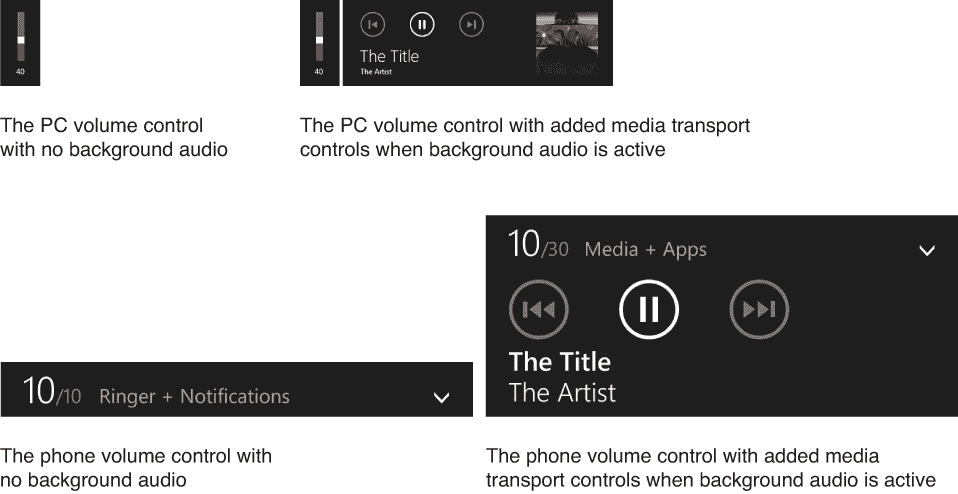 40
40
The Title
The Artist
The PC volume control
with no background audio
The PC volume control with added media transport
controls when background audio is active
10/10 Ringer + Notifications
The phone volume control with
no background audio
10/30 Media + Apps
The Title
The Artist
The phone volume control with added media
transport controls when background audio is active